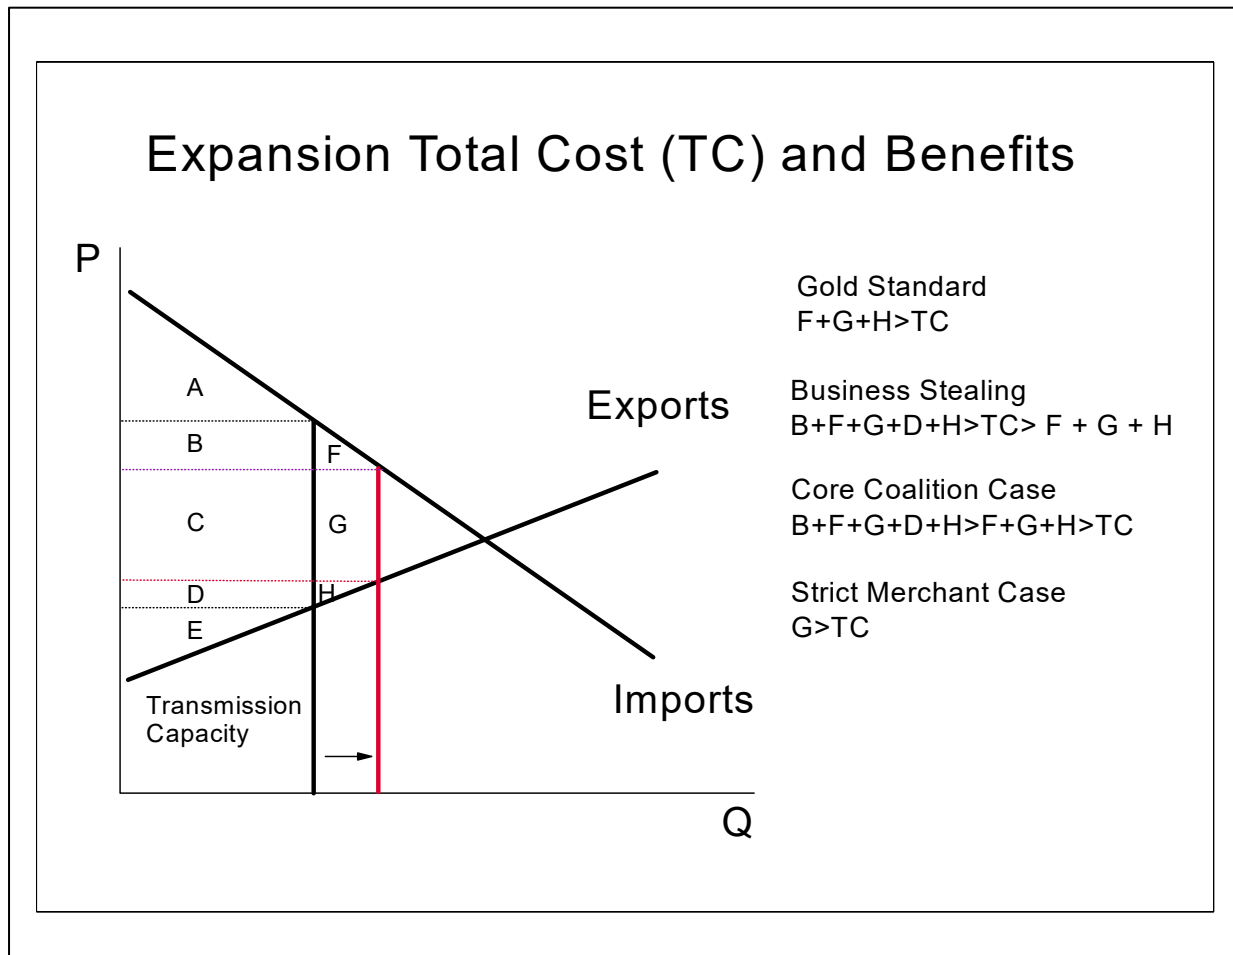 Expansion Total Cost (TC) and Benefits
P
A
B
C
D
E
F
G
H
Exports
Imports
Transmission
Capacity
Q
Gold Standard
F+G+H>TC
Business Stealing
B+F+G+D+H>TC> F + G + H
Core Coalition Case
B+F+G+D+H>F+G+H>TC
Strict Merchant Case
G>TC